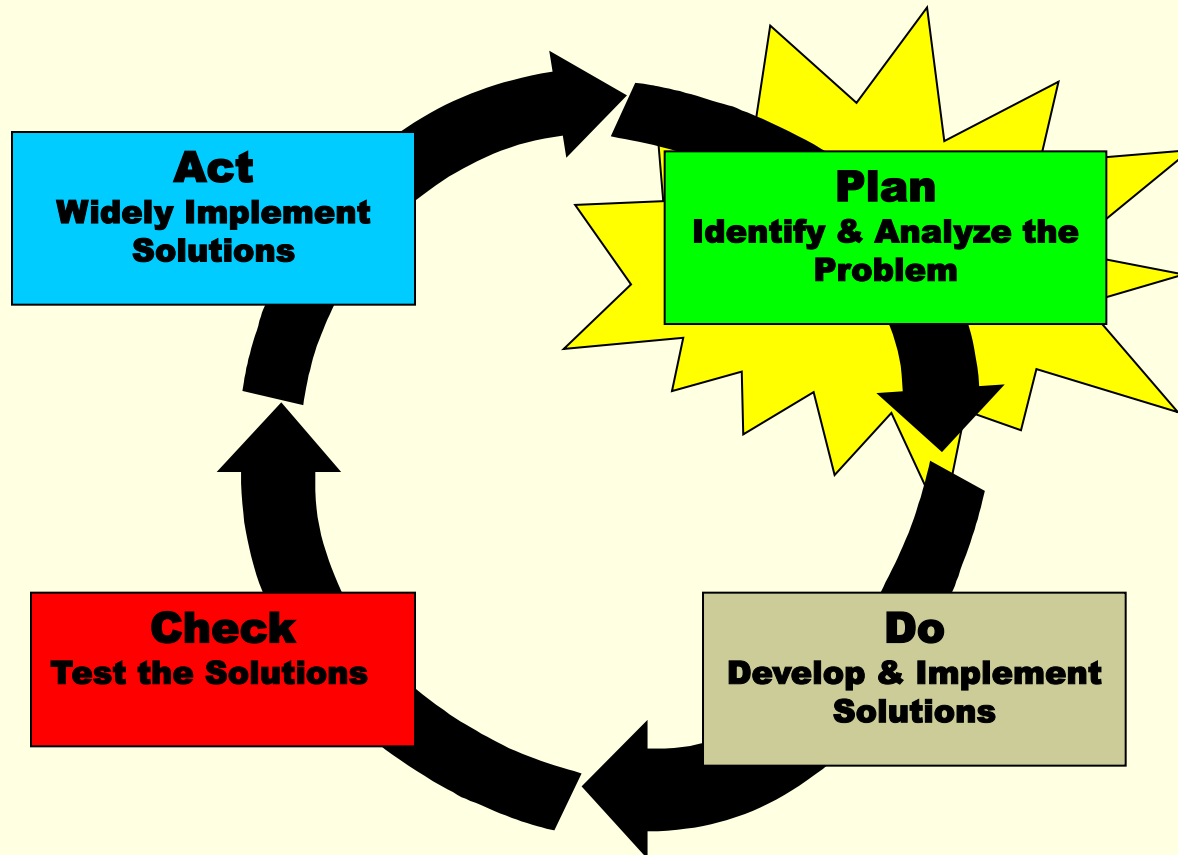 Act
Widely Implement
Solutions
Plan
Identify & Analyze the
Problem
Check
Test the Solutions
Do
Develop & Implement
Solutions